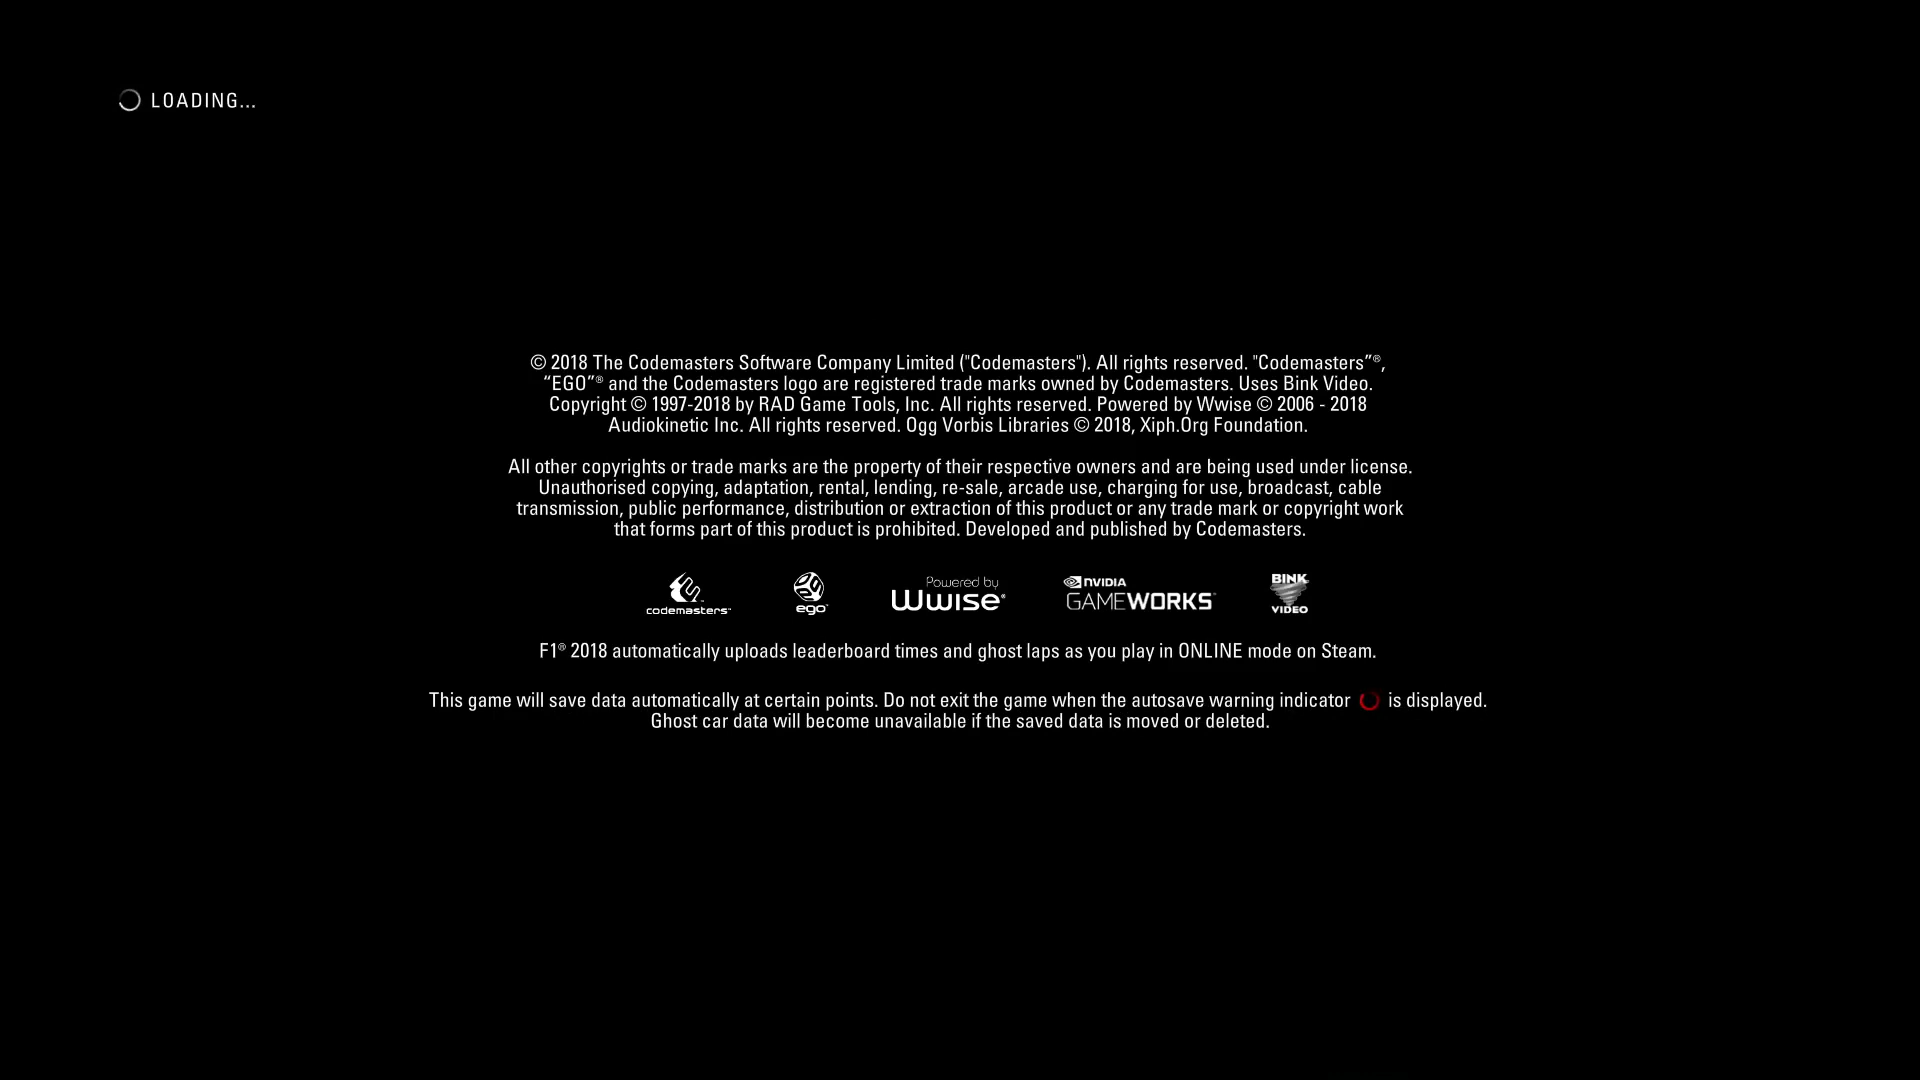 LOADING...
© 2018 The Codemasters Software Company Limited ("Codemasters"). All rights reserved. "Codemasters”®,
“EGO”® and the Codemasters logo are registered trade marks owned by Codemasters. Uses Bink Video.
Copyright © 1997-2018 by RAD Game Tools, Inc. All rights reserved. Powered by Wwise © 2006 - 2018
Audiokinetic Inc. All rights reserved. Ogg Vorbis Libraries © 2018, Xiph.Org Foundation.
All other copyrights or trade marks are the property of their respective owners and are being used under license.
Unauthorised copying, adaptation, rental, lending, re-sale, arcade use, charging for use, broadcast, cable
transmission, public performance, distribution or extraction of this product or any trade mark or copyright work
that forms part of this product is prohibited. Developed and published by Codemasters.
codemasters™
ego™
Powered by
Wwise®
NVIDIA
GAMEWORKS™
BINK
VIDEO
F1® 2018 automatically uploads leaderboard times and ghost laps as you play in ONLINE mode on Steam.
This game will save data automatically at certain points. Do not exit the game when the autosave warning indicator is displayed.
Ghost car data will become unavailable if the saved data is moved or deleted.